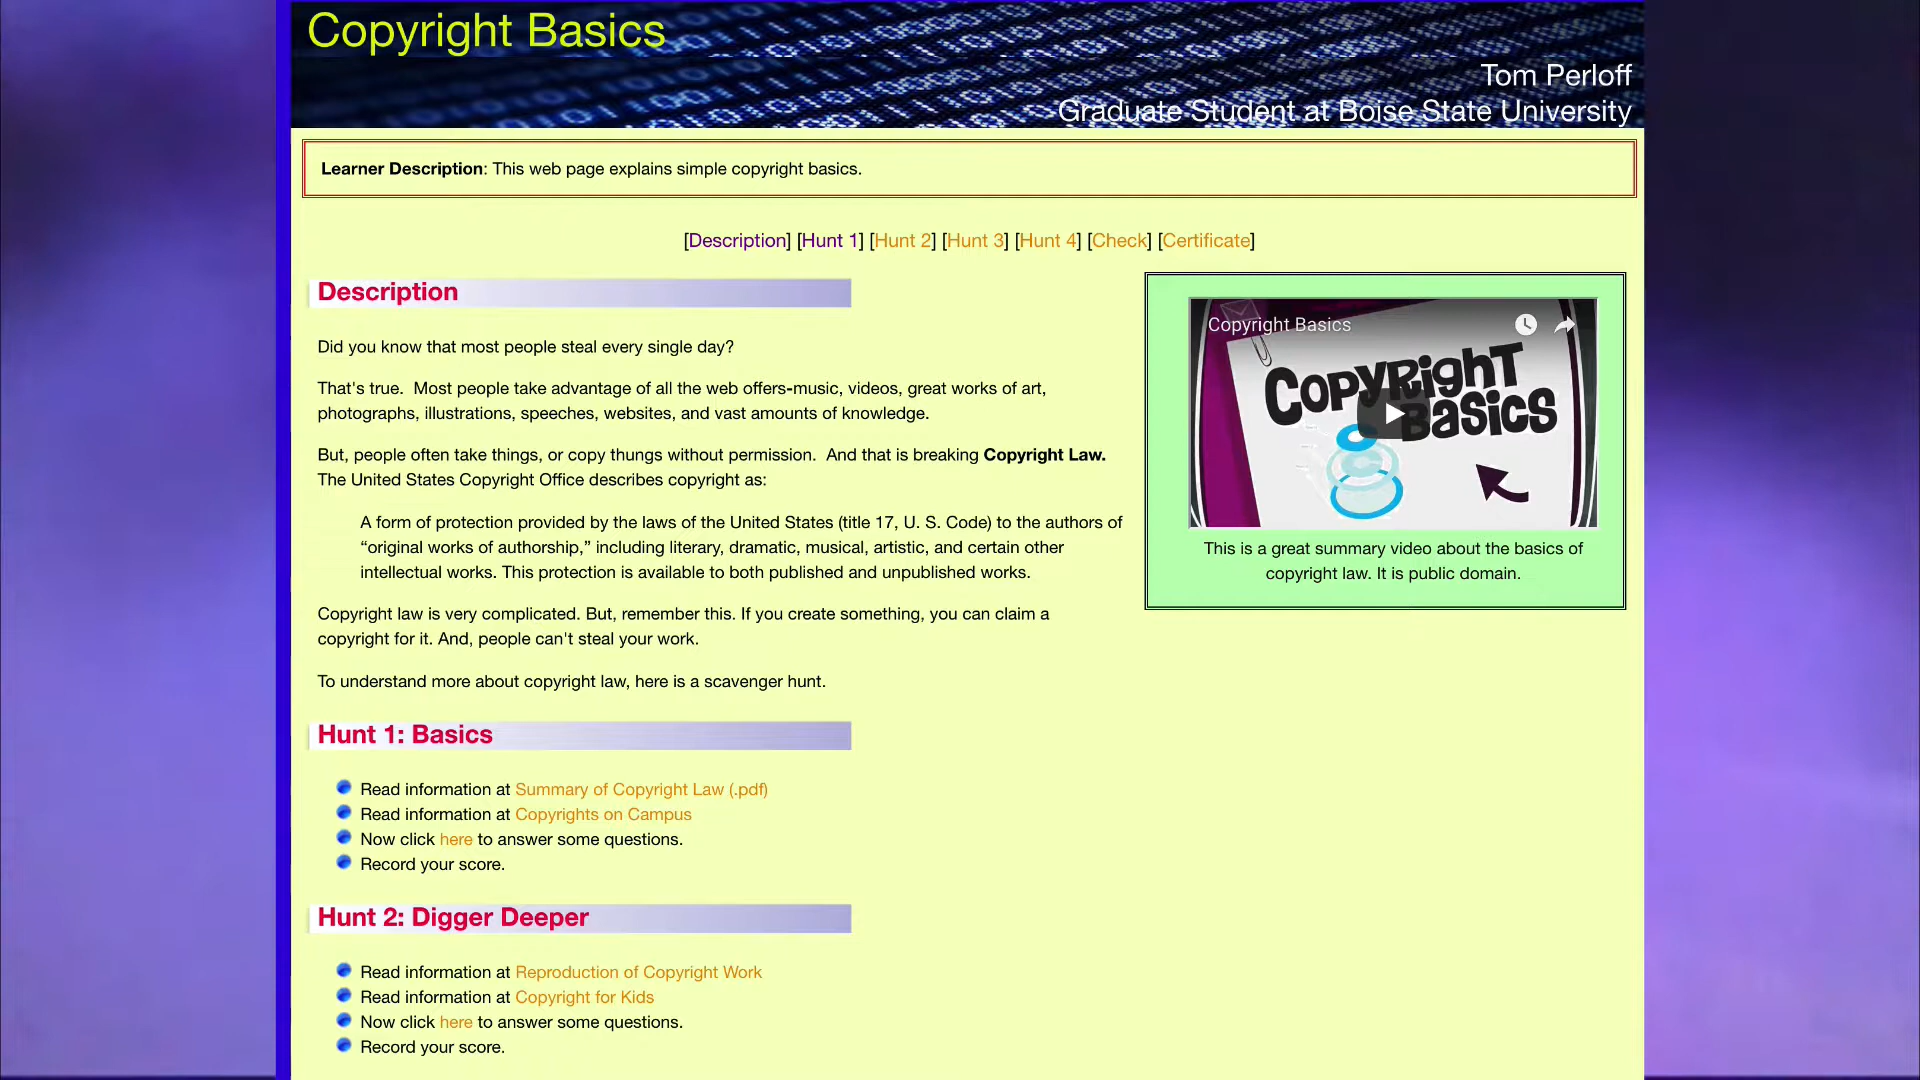 Copyright Basics
Tom Perloff
Graduate Student at Boise State University
Learner Description: This web page explains simple copyright basics.
[Description] [Hunt 1] [Hunt 2] [Hunt 3] [Hunt 4] [Check] [Certificate]
Description
Did you know that most people steal every single day?
That's true.  Most people take advantage of all the web offers-music, videos, great works of art,
photographs, illustrations, speeches, websites, and vast amounts of knowledge.
But, people often take things, or copy thungs without permission.  And that is breaking Copyright Law.
The United States Copyright Office describes copyright as:
A form of protection provided by the laws of the United States (title 17, U. S. Code) to the authors of
“original works of authorship,” including literary, dramatic, musical, artistic, and certain other
intellectual works. This protection is available to both published and unpublished works.
Copyright law is very complicated. But, remember this. If you create something, you can claim a
copyright for it. And, people can't steal your work.
To understand more about copyright law, here is a scavenger hunt.
Copyright Basics
Copyright
Basics
This is a great summary video about the basics of
copyright law. It is public domain.
Hunt 1: Basics
Read information at Summary of Copyright Law (.pdf)
Read information at Copyrights on Campus
Now click here to answer some questions.
Record your score.
Hunt 2: Digger Deeper
Read information at Reproduction of Copyright Work
Read information at Copyright for Kids
Now click here to answer some questions.
Record your score.